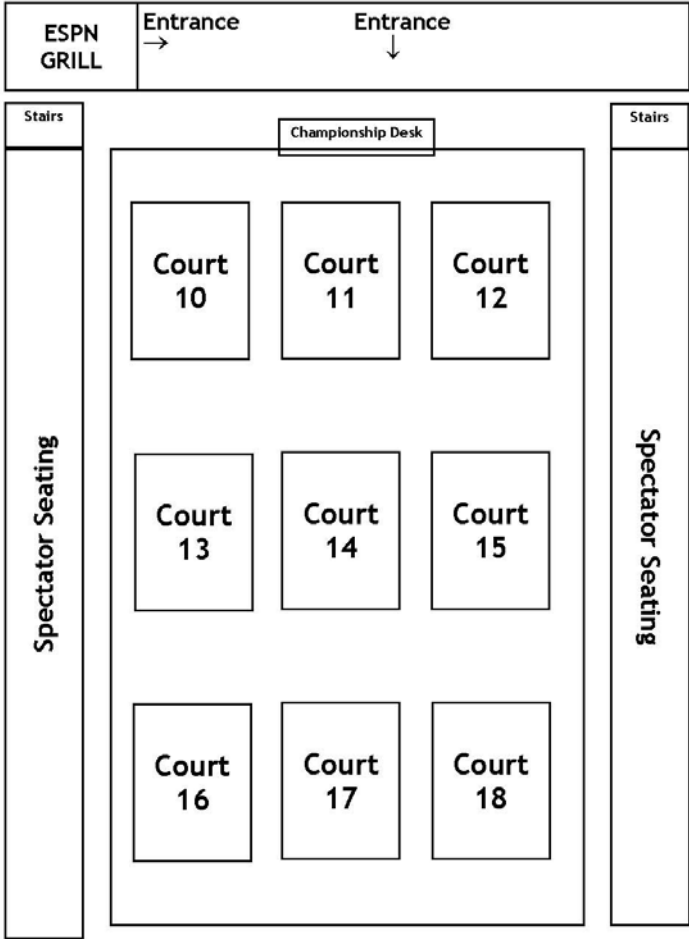 ESPN
GRILL
Entrance
→
Entrance
↓
Stairs
Championship Desk
Stairs
Court
10
Court
11
Court
12
Spectator Seating
Court
13
Court
14
Court
15
Spectator Seating
Court
16
Court
17
Court
18